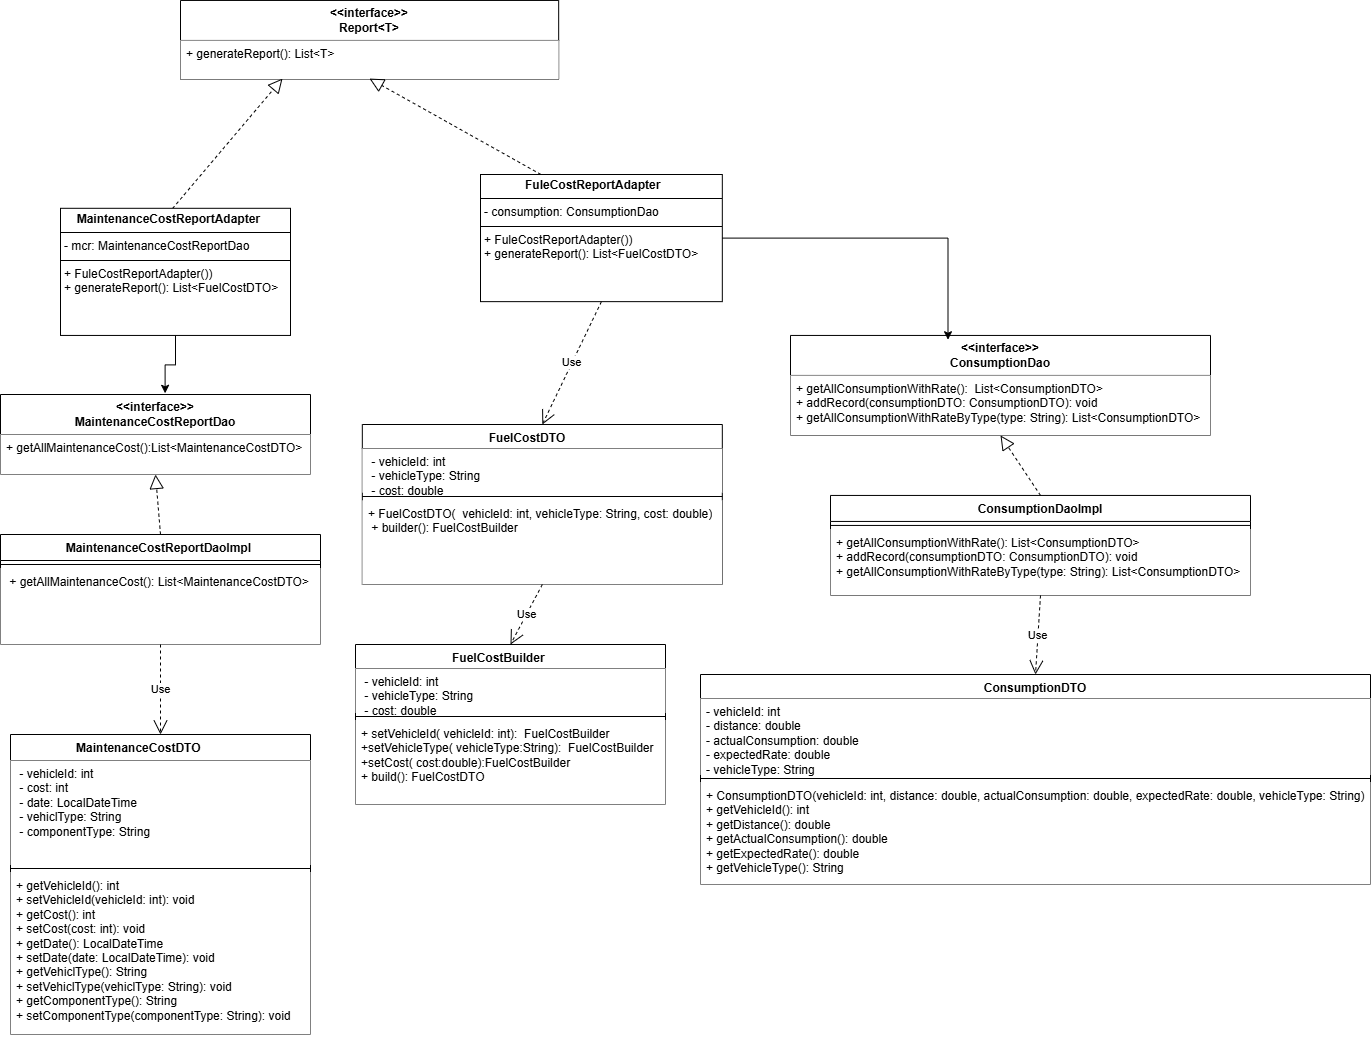 <<interface>>
Report<T>
+ generateReport(): List<T>
FuleCostReportAdapter
- consumption: ConsumptionDao
+ FuleCostReportAdapter())
+ generateReport(): List<FuelCostDTO>
MaintenanceCostReportAdapter
- mcr: MaintenanceCostReportDao
+ FuleCostReportAdapter())
+ generateReport(): List<FuelCostDTO>
<<interface>>
ConsumptionDao
+ getAllConsumptionWithRate():  List<ConsumptionDTO>
+ addRecord(consumptionDTO: ConsumptionDTO): void
+ getAllConsumptionWithRateByType(type: String): List<ConsumptionDTO>
Use
<<interface>>
MaintenanceCostReportDao
+ getAllMaintenanceCost():List<MaintenanceCostDTO>
FuelCostDTO
- vehicleId: int
- vehicleType: String
- cost: double
+ FuelCostDTO(  vehicleId: int, vehicleType: String, cost: double)
+ builder(): FuelCostBuilder
ConsumptionDaoImpl
+ getAllConsumptionWithRate(): List<ConsumptionDTO>
+ addRecord(consumptionDTO: ConsumptionDTO): void
+ getAllConsumptionWithRateByType(type: String): List<ConsumptionDTO>
MaintenanceCostReportDaoImpl
+ getAllMaintenanceCost(): List<MaintenanceCostDTO>
Use
Use
Use
FuelCostBuilder
- vehicleId: int
- vehicleType: String
- cost: double
+ setVehicleId( vehicleId: int):  FuelCostBuilder
+setVehicleType( vehicleType:String):  FuelCostBuilder
+setCost( cost:double):FuelCostBuilder
+ build(): FuelCostDTO
ConsumptionDTO
- vehicleId: int
- distance: double
- actualConsumption: double
- expectedRate: double
- vehicleType: String
+ ConsumptionDTO(vehicleId: int, distance: double, actualConsumption: double, expectedRate: double, vehicleType: String)
+ getVehicleId(): int
+ getDistance(): double
+ getActualConsumption(): double
+ getExpectedRate(): double
+ getVehicleType(): String
MaintenanceCostDTO
- vehicleId: int
- cost: int
- date: LocalDateTime
- vehiclType: String
- componentType: String
+ getVehicleId(): int
+ setVehicleId(vehicleId: int): void
+ getCost(): int
+ setCost(cost: int): void
+ getDate(): LocalDateTime
+ setDate(date: LocalDateTime): void
+ getVehiclType(): String
+ setVehiclType(vehiclType: String): void
+ getComponentType(): String
+ setComponentType(componentType: String): void